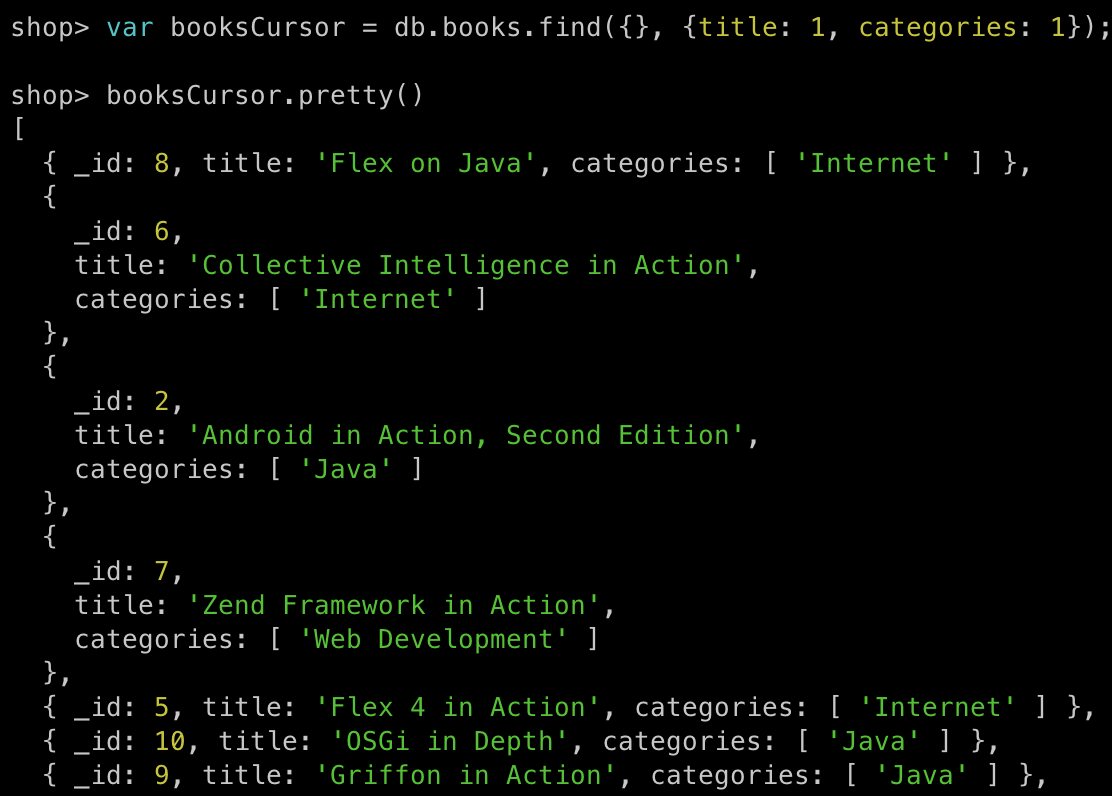 shop> var booksCursor = db.books.find({}, {title: 1, categories: 1});
shop> booksCursor.pretty()
[
  { _id: 8, title: 'Flex on Java', categories: [ 'Internet' ] },
  {
    _id: 6,
    title: 'Collective Intelligence in Action',
    categories: [ 'Internet' ]
  },
  {
    _id: 2,
    title: 'Android in Action, Second Edition',
    categories: [ 'Java' ]
  },
  {
    _id: 7,
    title: 'Zend Framework in Action',
    categories: [ 'Web Development' ]
  },
  { _id: 5, title: 'Flex 4 in Action', categories: [ 'Internet' ] },
  { _id: 10, title: 'OSGi in Depth', categories: [ 'Java' ] },
  { _id: 9, title: 'Griffon in Action', categories: [ 'Java' ] },